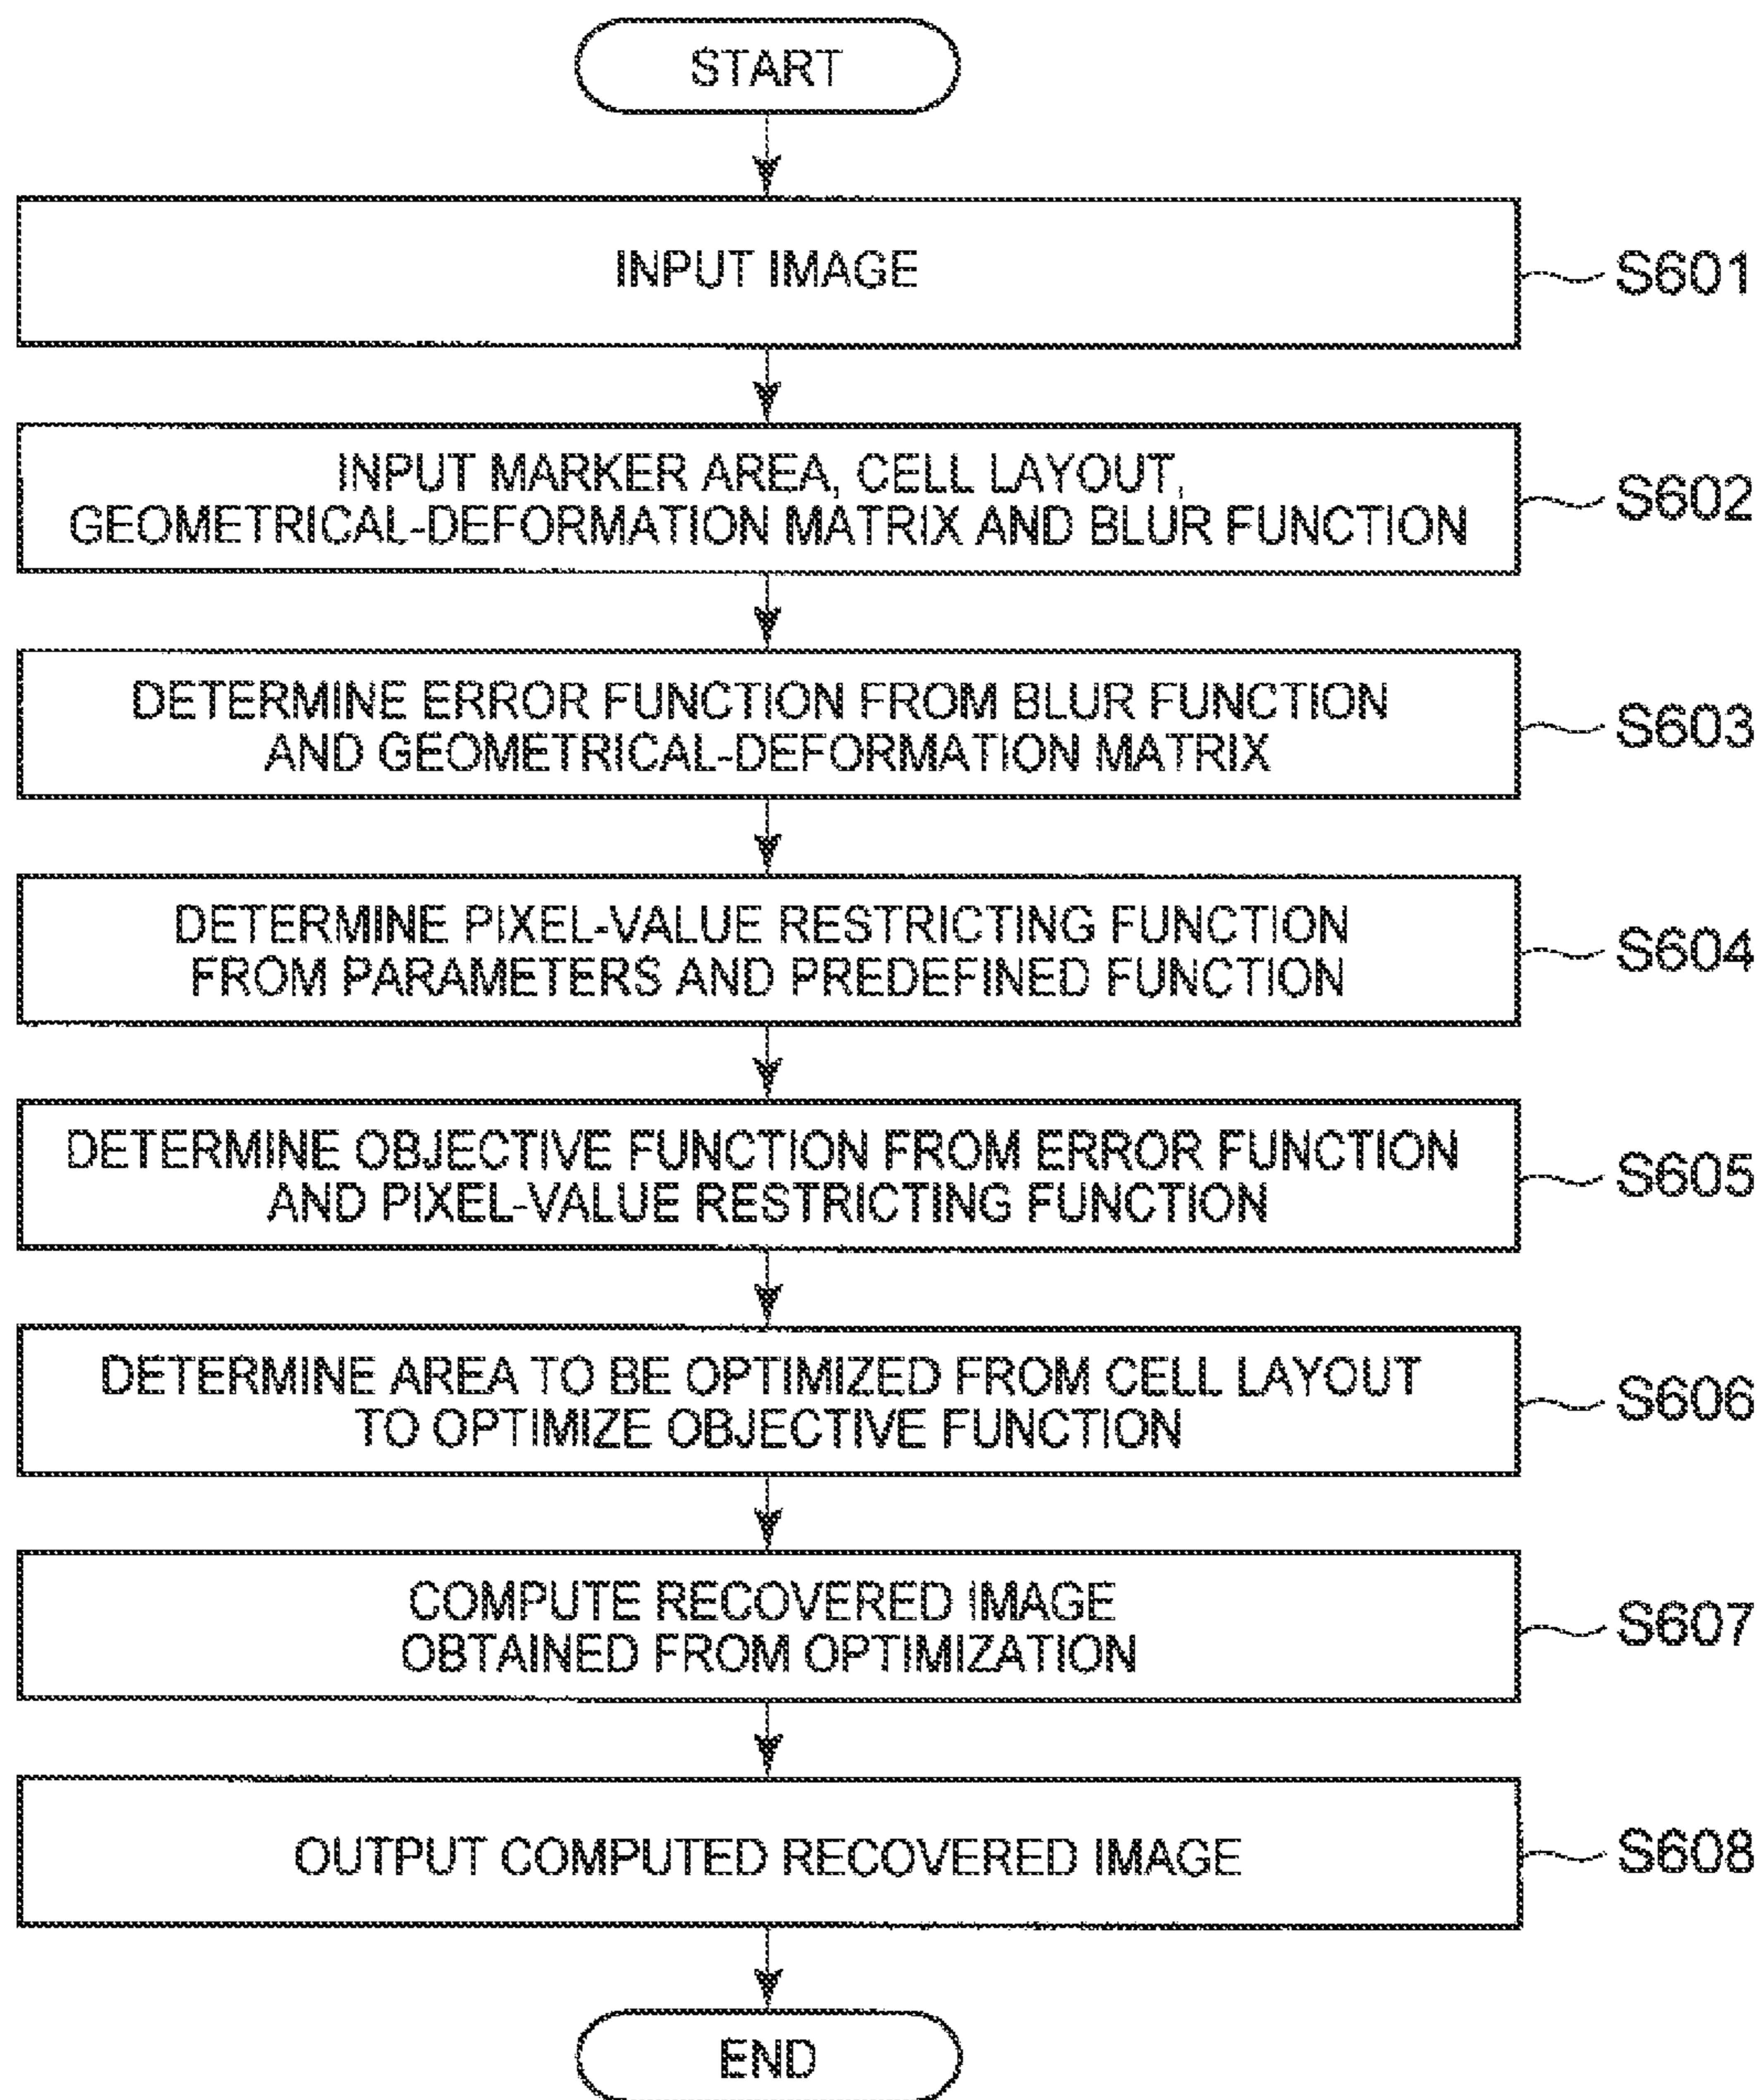 START
INPUT IMAGE
S601
INPUT MARKER AREA, CELL LAYOUT,
GEOMETRICAL-DEFORMATION MATRIX AND BLUR FUNCTION
S602
DETERMINE ERROR FUNCTION FROM BLUR FUNCTION
AND GEOMETRICAL-DEFORMATION MATRIX
S603
DETERMINE PIXEL-VALUE RESTRICTING FUNCTION
FROM PARAMETERS AND PREDEFINED FUNCTION
S604
DETERMINE OBJECTIVE FUNCTION FROM ERROR FUNCTION
AND PIXEL-VALUE RESTRICTING FUNCTION
S605
DETERMINE AREA TO BE OPTIMIZED FROM CELL LAYOUT
TO OPTIMIZE OBJECTIVE FUNCTION
S606
COMPUTE RECOVERED IMAGE
OBTAINED FROM OPTIMIZATION
S607
OUTPUT COMPUTED RECOVERED IMAGE
S608
END